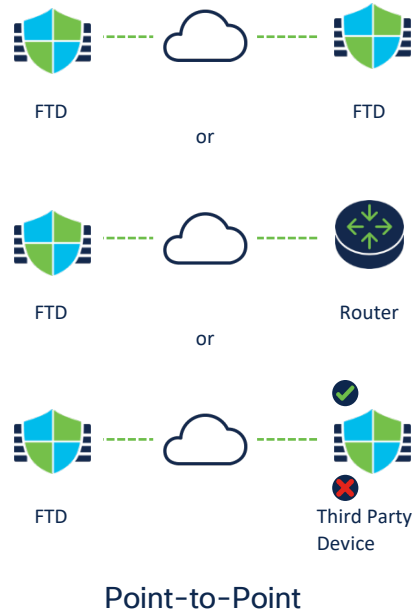 FTD
FTD
or
FTD
Router
or
FTD
Third Party
Device
Point-to-Point